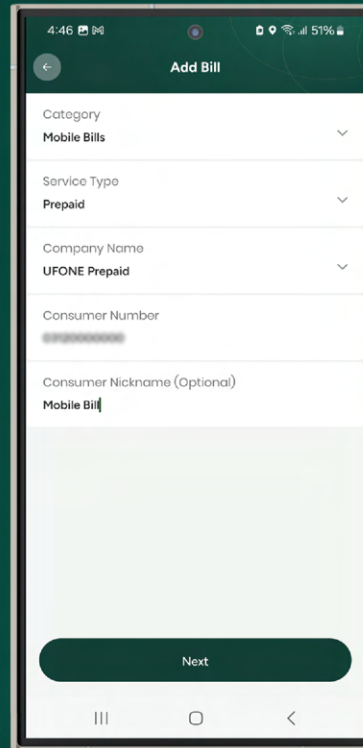 4:46
51%
Add Bill
Category
Mobile Bills
Service Type
Prepaid
Company Name
UFONE Prepaid
Consumer Number
Consumer Nickname (Optional)
Mobile Bill
Next